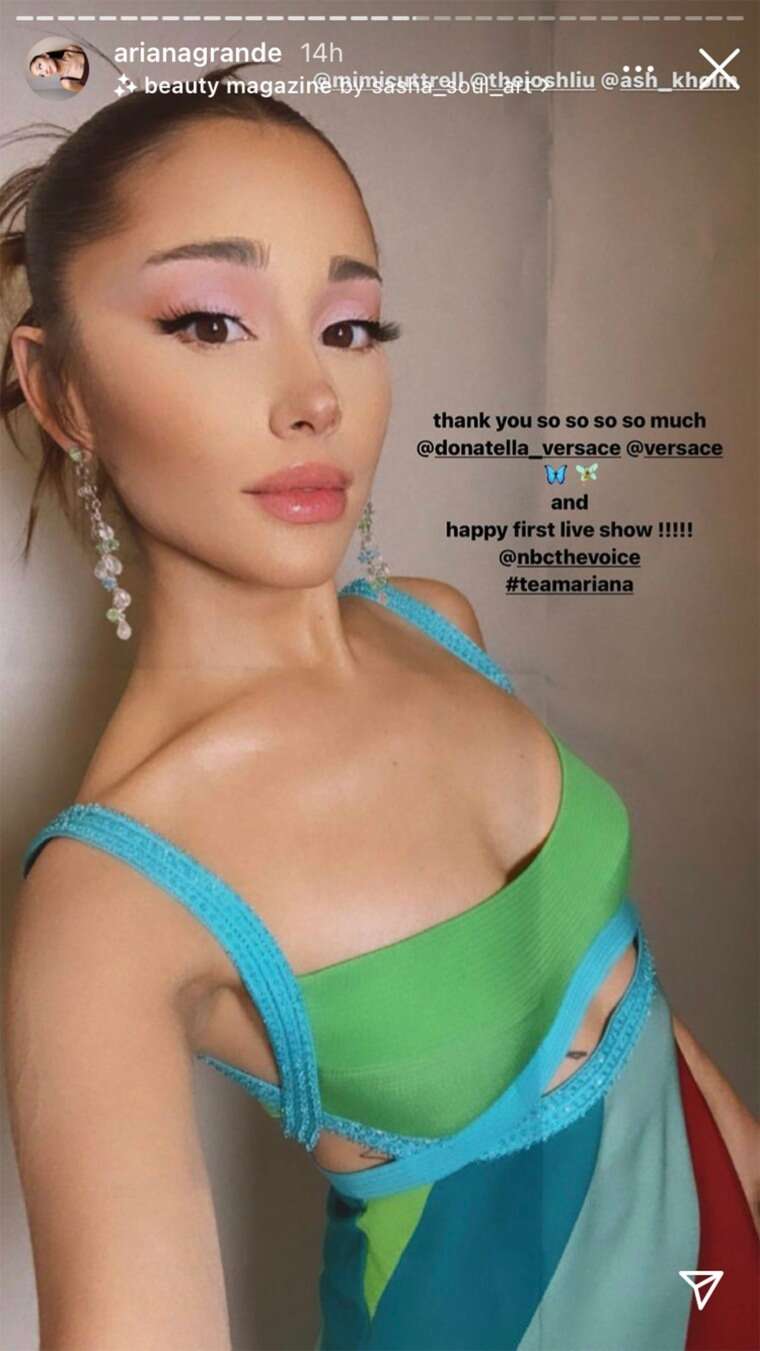 arianagrande 14h
beauty magazine by sasha_soul_art >
@mimicuttrell @thejoshliu @ash_kholm
thank you so so so so much
@donatella_versace @versace
🦋 🧚
and
happy first live show !!!!!
@nbcthevoice
#teamariana